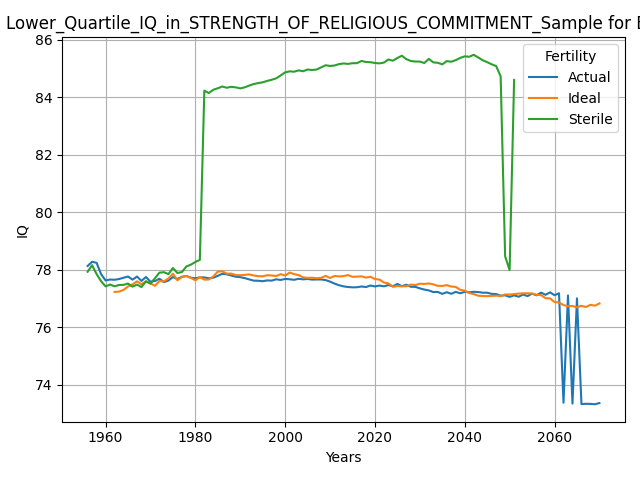 Lower_Quartile_IQ_in_STRENGTH_OF_RELIGIOUS_COMMITMENT_Sample for
86
84
82
80
78
76
74
IQ
Fertility
Actual
Ideal
Sterile
1960 1980 2000 2020 2040 2060
Years